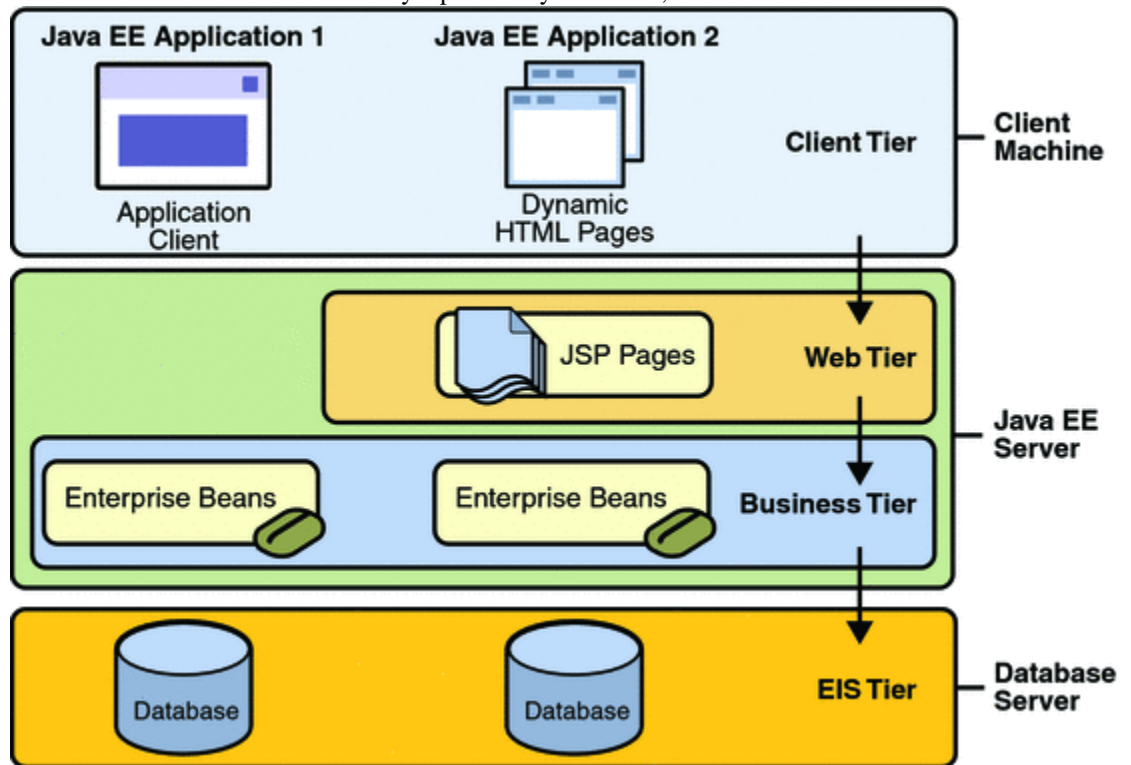 Java EE Application 1
Java EE Application 2
Application
Client
Dynamic
HTML Pages
Client Tier
Client
Machine
JSP Pages
Web Tier
Java EE
Server
Enterprise Beans
Enterprise Beans
Business Tier
Database
Database
EIS Tier
Database
Server